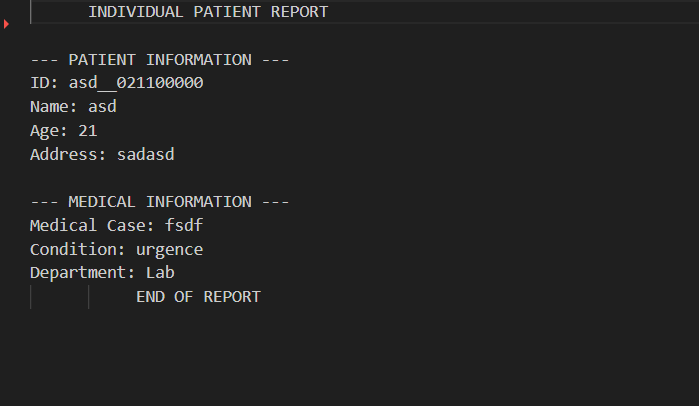 INDIVIDUAL PATIENT REPORT
--- PATIENT INFORMATION ---
ID: asd__021100000
Name: asd
Age: 21
Address: sadasd
--- MEDICAL INFORMATION ---
Medical Case: fsdf
Condition: urgence
Department: Lab
END OF REPORT